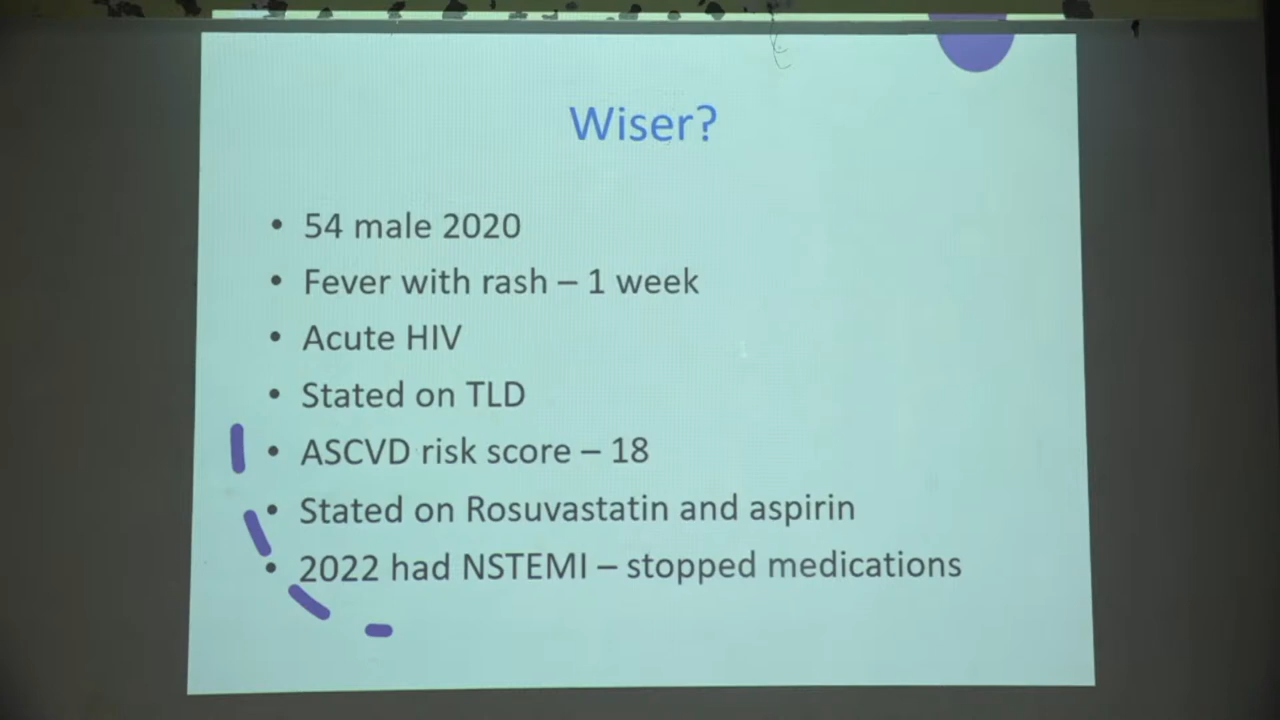 Wiser?
• 54 male 2020
• Fever with rash – 1 week
• Acute HIV
• Stated on TLD
• ASCVD risk score – 18
• Stated on Rosuvastatin and aspirin
• 2022 had NSTEMI – stopped medications